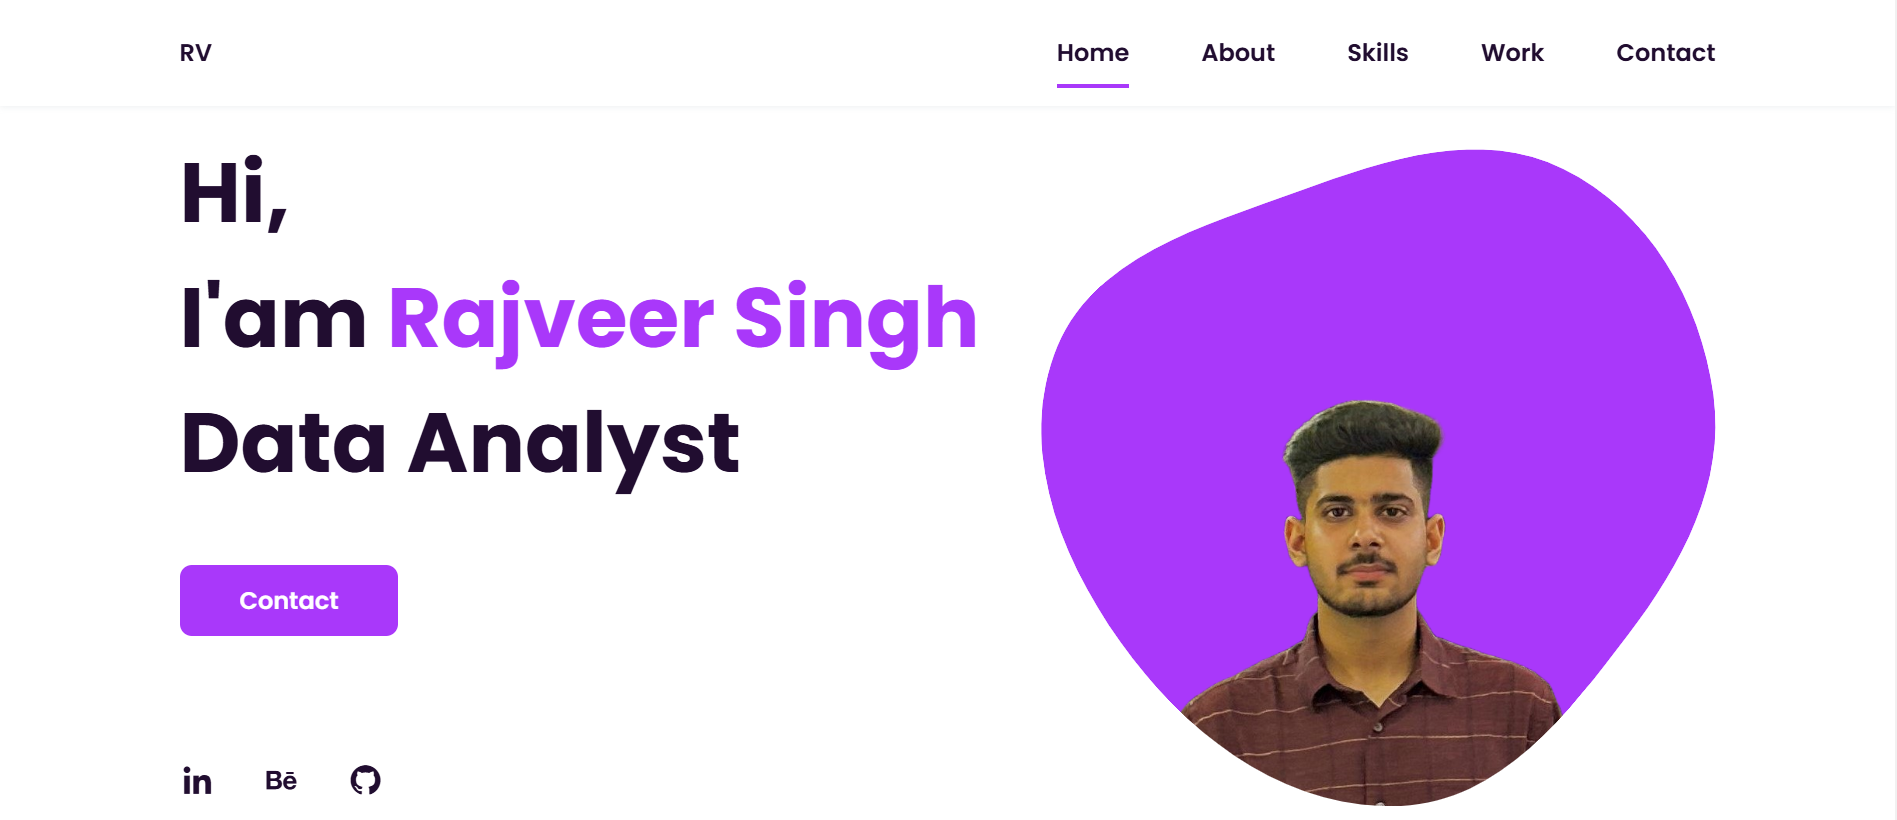 RV
Home About Skills Work Contact
Hi,
I'am Rajveer Singh
Data Analyst
Contact
in Bē